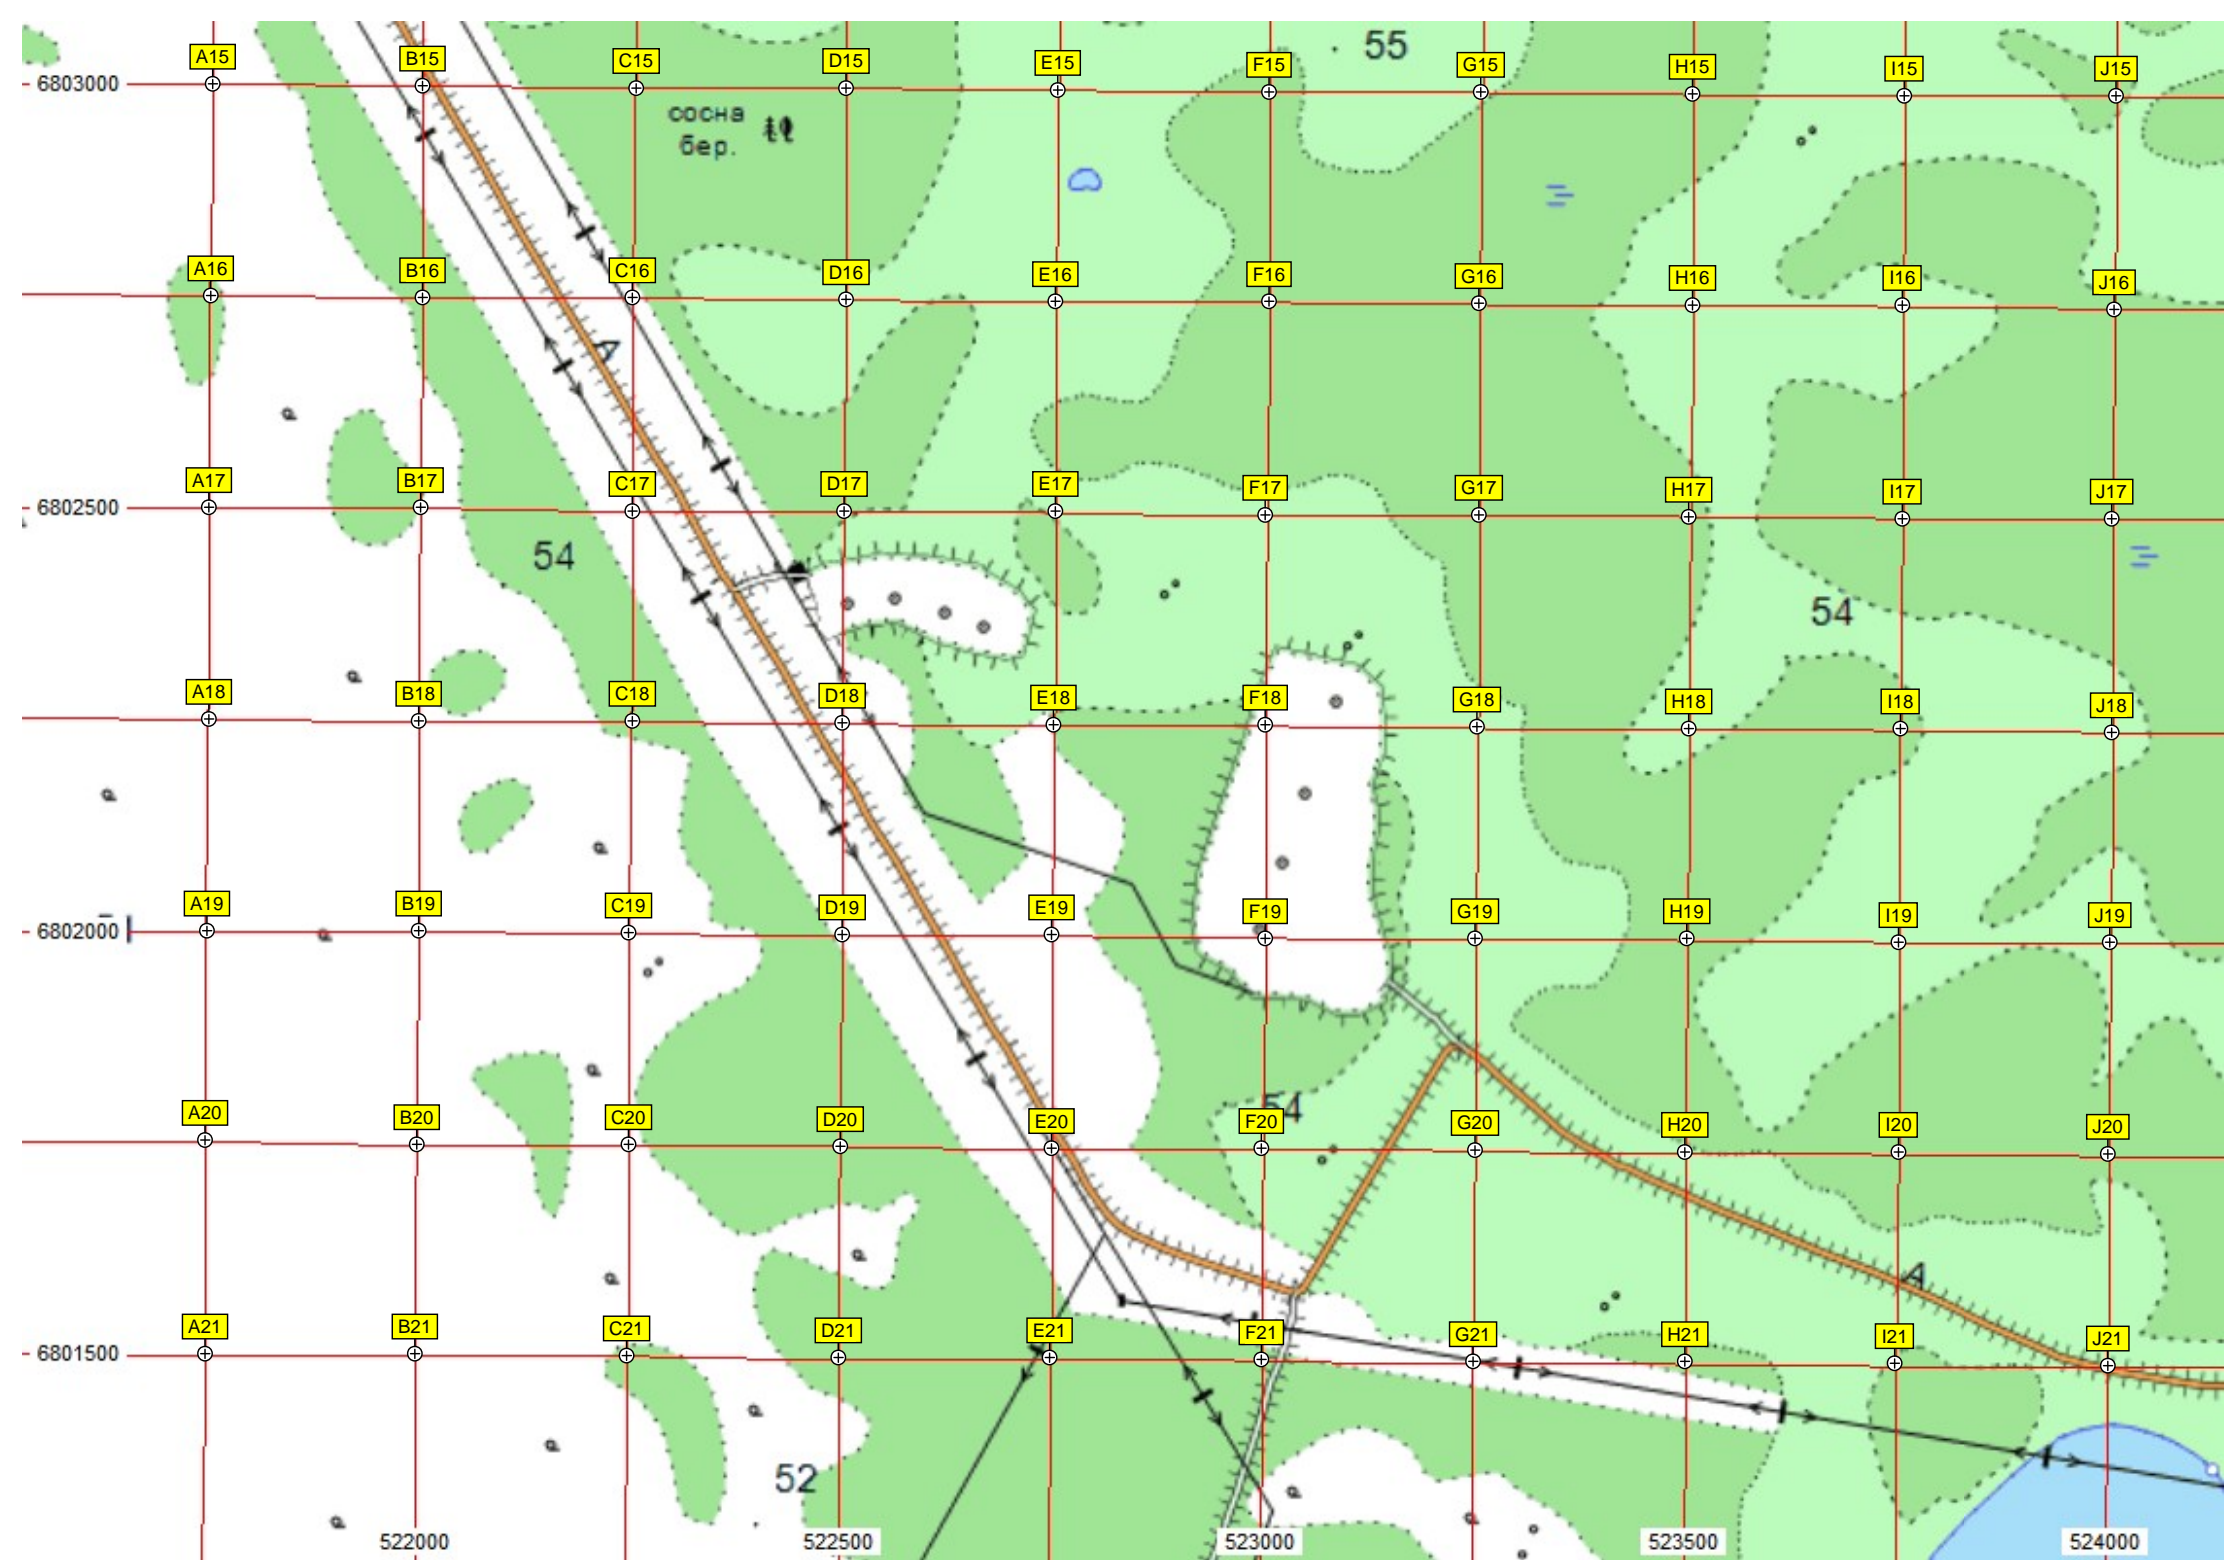 55
A15 B15 C15 D15 E15 F15 G15 H15 I15 J15
6803000
сосна
бер.
A16 B16 C16 D16 E16 F16 G16 H16 I16 J16
А
A17 B17 C17 D17 E17 F17 G17 H17 I17 J17
6802500
54
54
A18 B18 C18 D18 E18 F18 G18 H18 I18 J18
A19 B19 C19 D19 E19 F19 G19 H19 I19 J19
6802000
54
A20 B20 C20 D20 E20 F20 G20 H20 I20 J20
А
A21 B21 C21 D21 E21 F21 G21 H21 I21 J21
6801500
52
522000 522500 523000 523500 524000